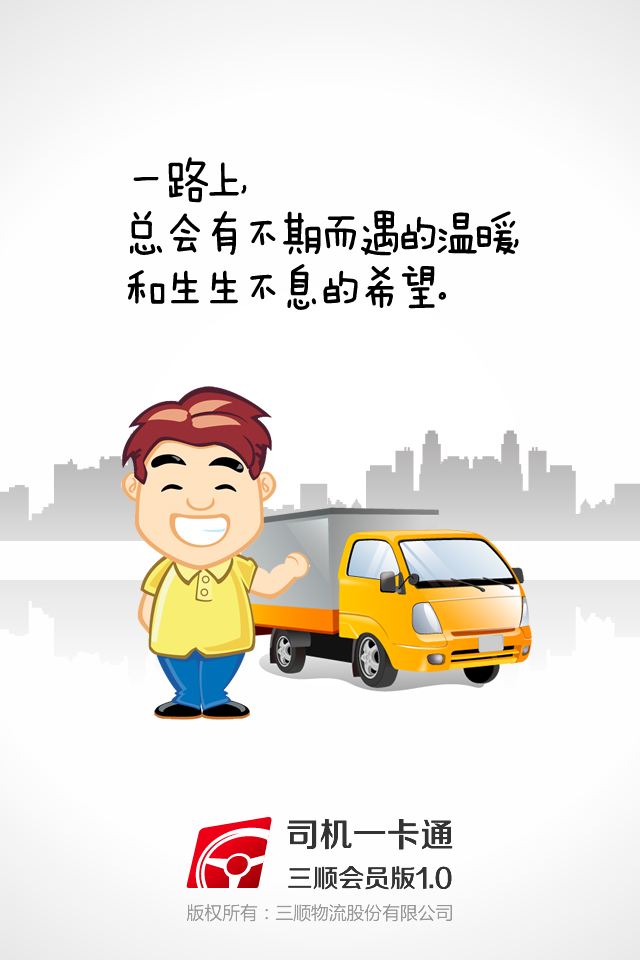 一路上,
总会有不期而遇的温暖,
和生生不息的希望。
司机一卡通
三顺会员版1.0
版权所有：三顺物流股份有限公司